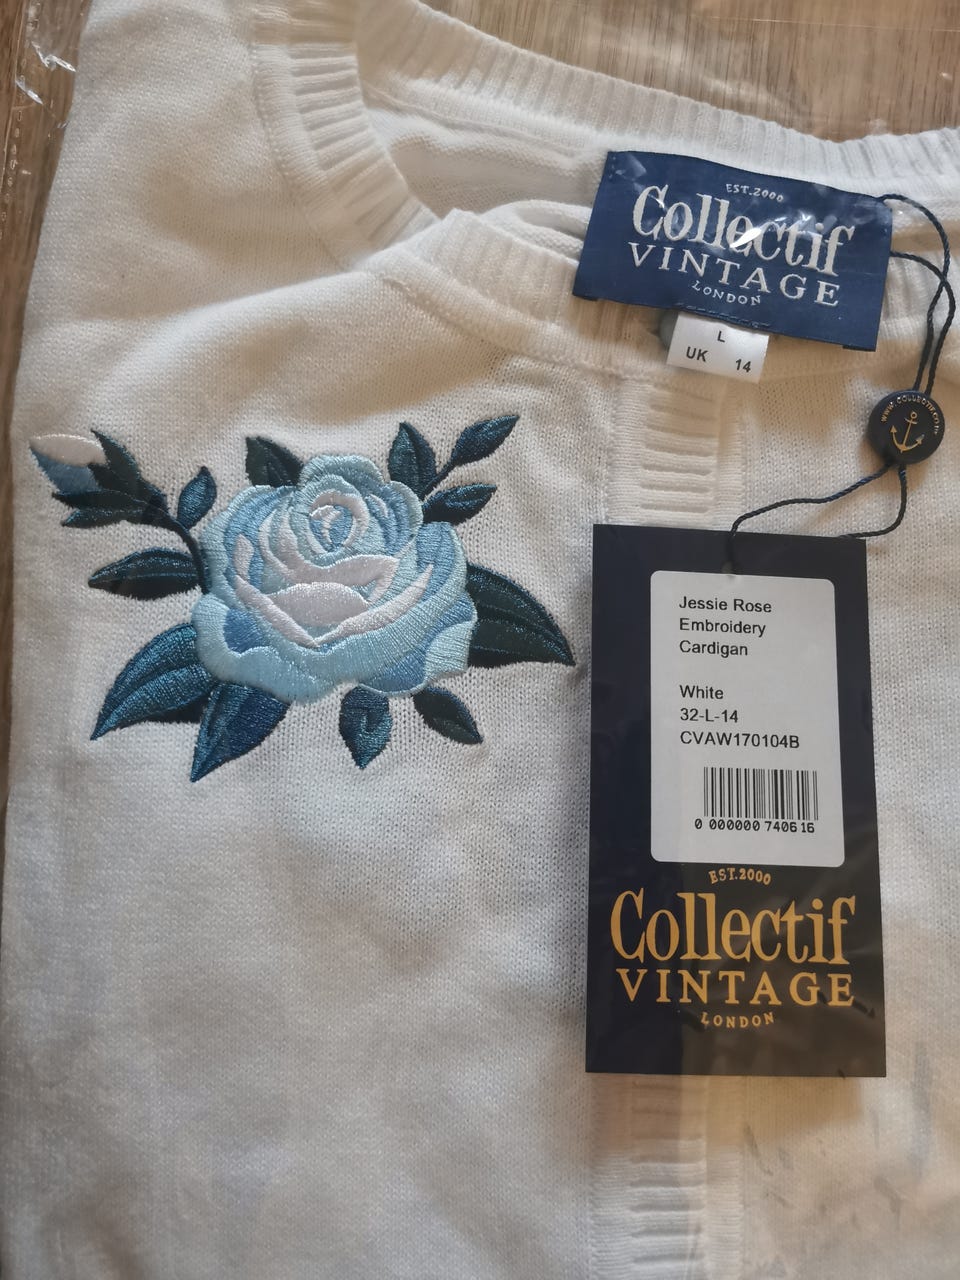 EST.2000
Collectif
VINTAGE
LONDON
L
UK 14
Jessie Rose
Embroidery
Cardigan
White
32-L-14
CVAW170104B
0 000000 740616
EST.2000
Collectif
VINTAGE
LONDON